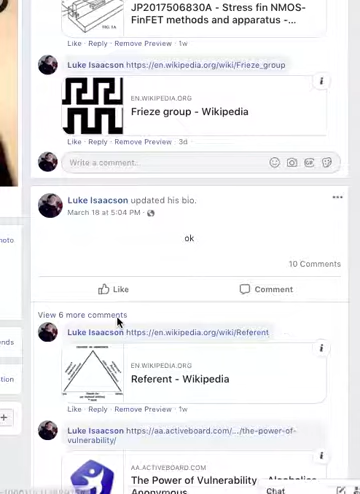 JP2017506830A - Stress fin NMOS-
FinFET methods and apparatus -...
Like · Reply · Remove Preview · 1w
Luke Isaacson https://en.wikipedia.org/wiki/Frieze_group
EN.WIKIPEDIA.ORG
Frieze group - Wikipedia
Like · Reply · Remove Preview · 3d
Write a comment...
GIF
Luke Isaacson updated his bio.
March 18 at 5:04 PM ·
hoto
ok
10 Comments
Like Comment
View 6 more comments
Luke Isaacson https://en.wikipedia.org/wiki/Referent
ends
EN.WIKIPEDIA.ORG
Referent - Wikipedia
tion
Like · Reply · Remove Preview · 1w
Luke Isaacson https://aa.activeboard.com/.../the-power-of-
vulnerability/
AA.ACTIVEBOARD.COM
The Power of Vulnerability
Anonymous
Chat